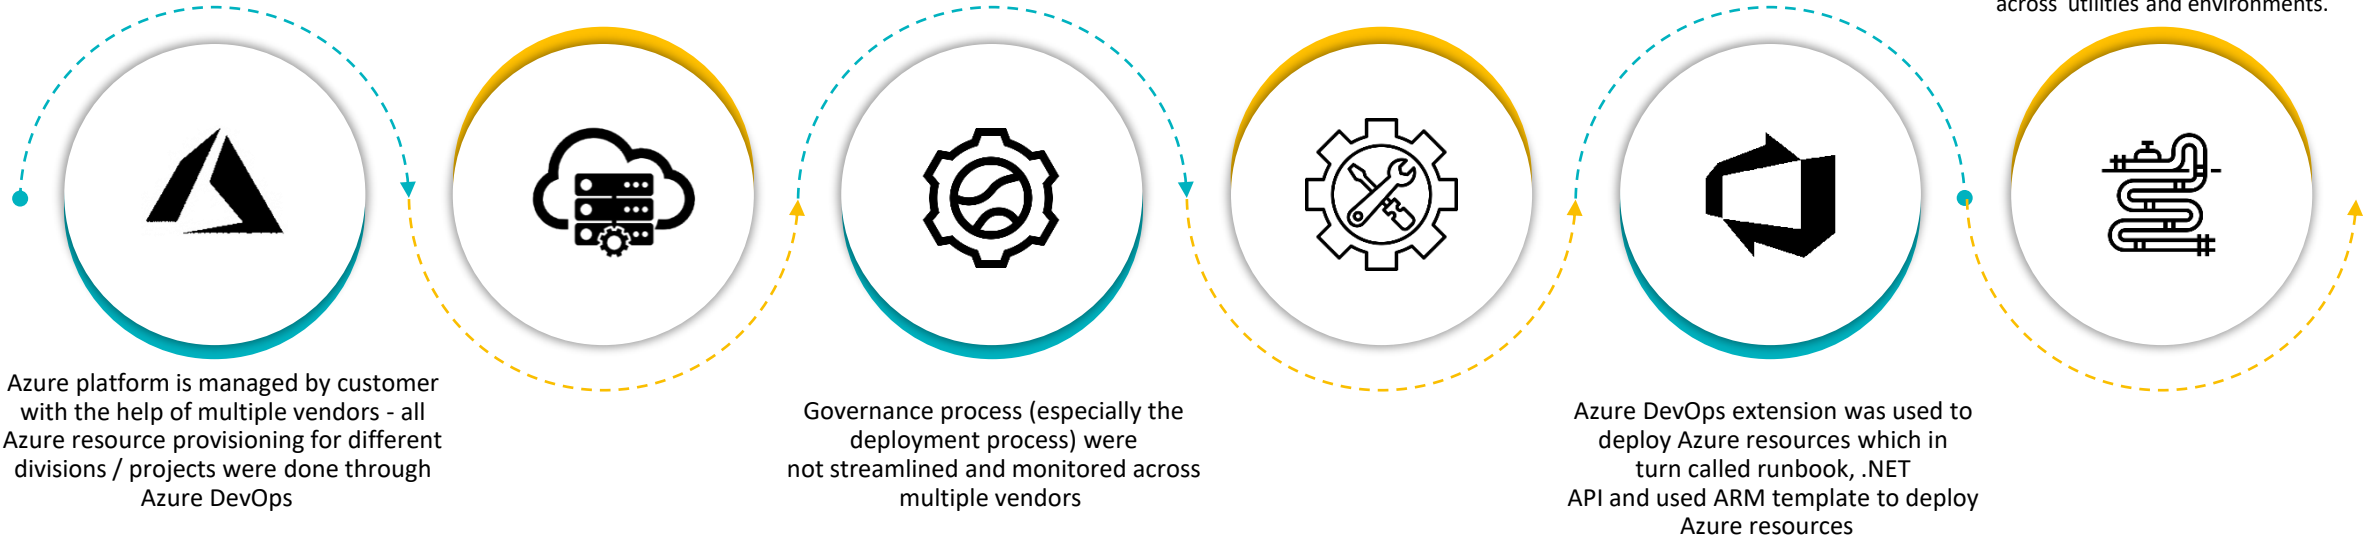 across utilities and environments.
Azure platform is managed by customer
with the help of multiple vendors - all
Azure resource provisioning for different
divisions / projects were done through
Azure DevOps
Governance process (especially the
deployment process) were
not streamlined and monitored across
multiple vendors
Azure DevOps extension was used to
deploy Azure resources which in
turn called runbook, .NET
API and used ARM template to deploy
Azure resources